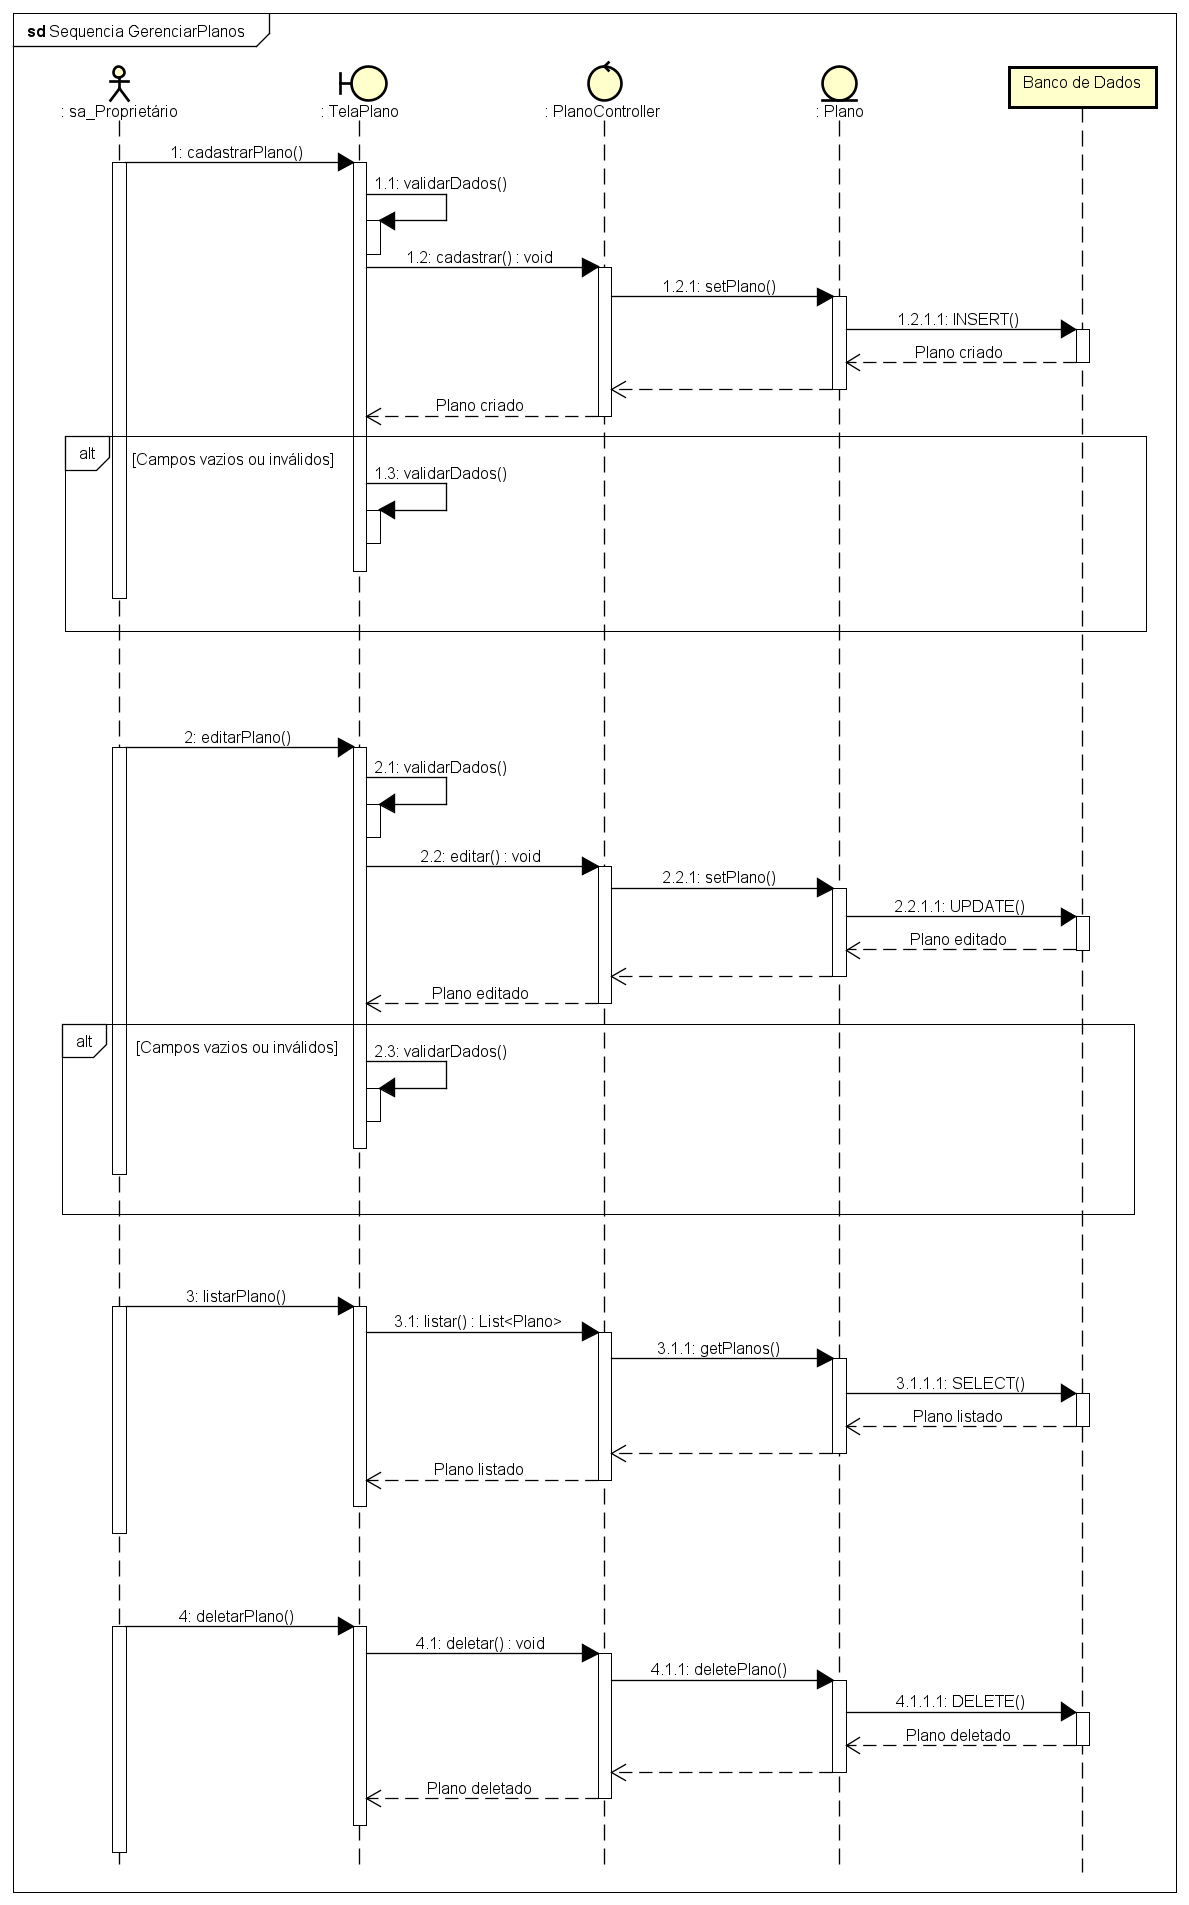 sd Sequencia GerenciarPlanos
: sa_Proprietário
: TelaPlano
: PlanoController
: Plano
Banco de Dados
1: cadastrarPlano()
1.1: validarDados()
1.2: cadastrar() : void
1.2.1: setPlano()
1.2.1.1: INSERT()
Plano criado
Plano criado
alt
[Campos vazios ou inválidos]
1.3: validarDados()
2: editarPlano()
2.1: validarDados()
2.2: editar() : void
2.2.1: setPlano()
2.2.1.1: UPDATE()
Plano editado
Plano editado
alt
[Campos vazios ou inválidos]
2.3: validarDados()
3: listarPlano()
3.1: listar() : List<Plano>
3.1.1: getPlanos()
3.1.1.1: SELECT()
Plano listado
Plano listado
4: deletarPlano()
4.1: deletar() : void
4.1.1: deletePlano()
4.1.1.1: DELETE()
Plano deletado
Plano deletado